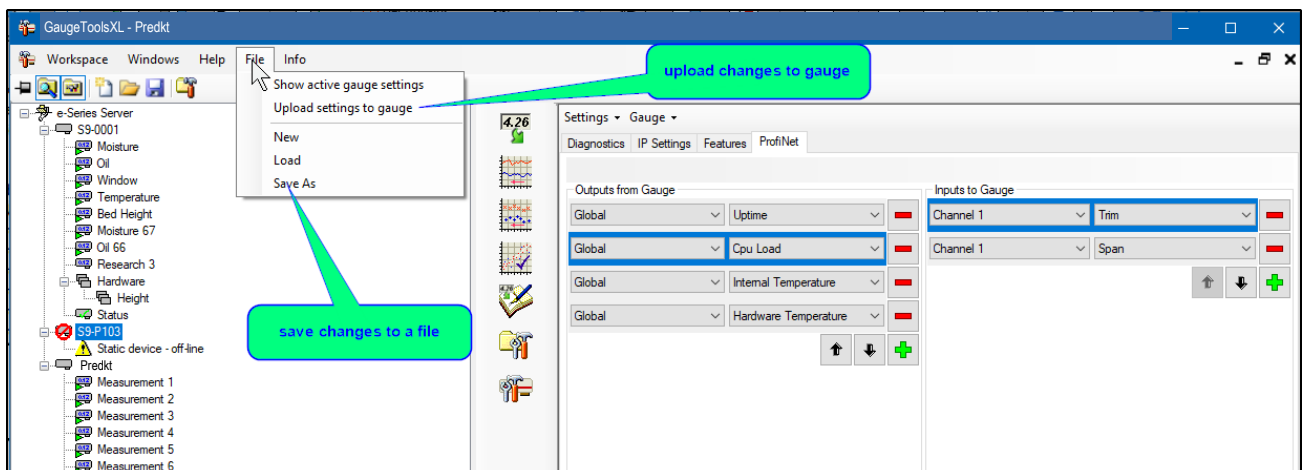 GaugeToolsXL - Predkt
Workspace Windows Help File Info
upload changes to gauge
Show active gauge settings
Upload settings to gauge
New
Load
Save As
save changes to a file
e-Series Server
S9-0001
Moisture
Oil
Window
Temperature
Bed Height
Moisture 67
Oil 66
Research 3
Hardware
Height
Status
S9-P103
Static device - off-line
Predkt
Measurement 1
Measurement 2
Measurement 3
Measurement 4
Measurement 5
Measurement 6
4.26
Settings Gauge
Diagnostics IP Settings Features ProfiNet
Outputs from Gauge
Global Uptime
Global Cpu Load
Global Internal Temperature
Global Hardware Temperature
Inputs to Gauge
Channel 1 Trim
Channel 1 Span